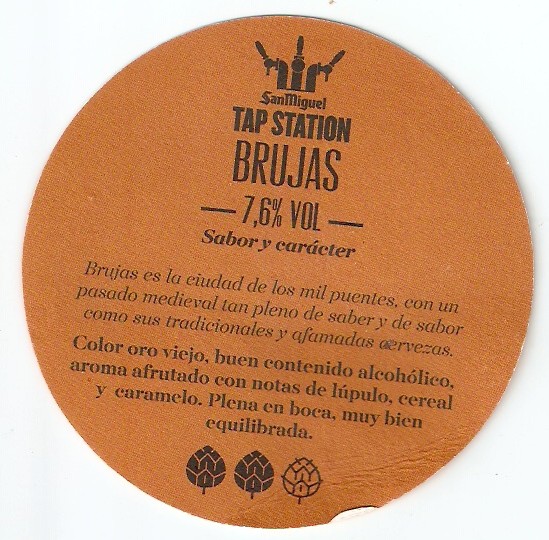 SanMiguel
TAP STATION
BRUJAS
7,6% VOL
Sabor y carácter
Brujas es la ciudad de los mil puentes, con un
pasado medieval tan pleno de saber y de sabor
como sus tradicionales y afamadas cervezas.
Color oro viejo, buen contenido alcohólico,
aroma afrutado con notas de lúpulo, cereal
y caramelo. Plena en boca, muy bien
equilibrada.